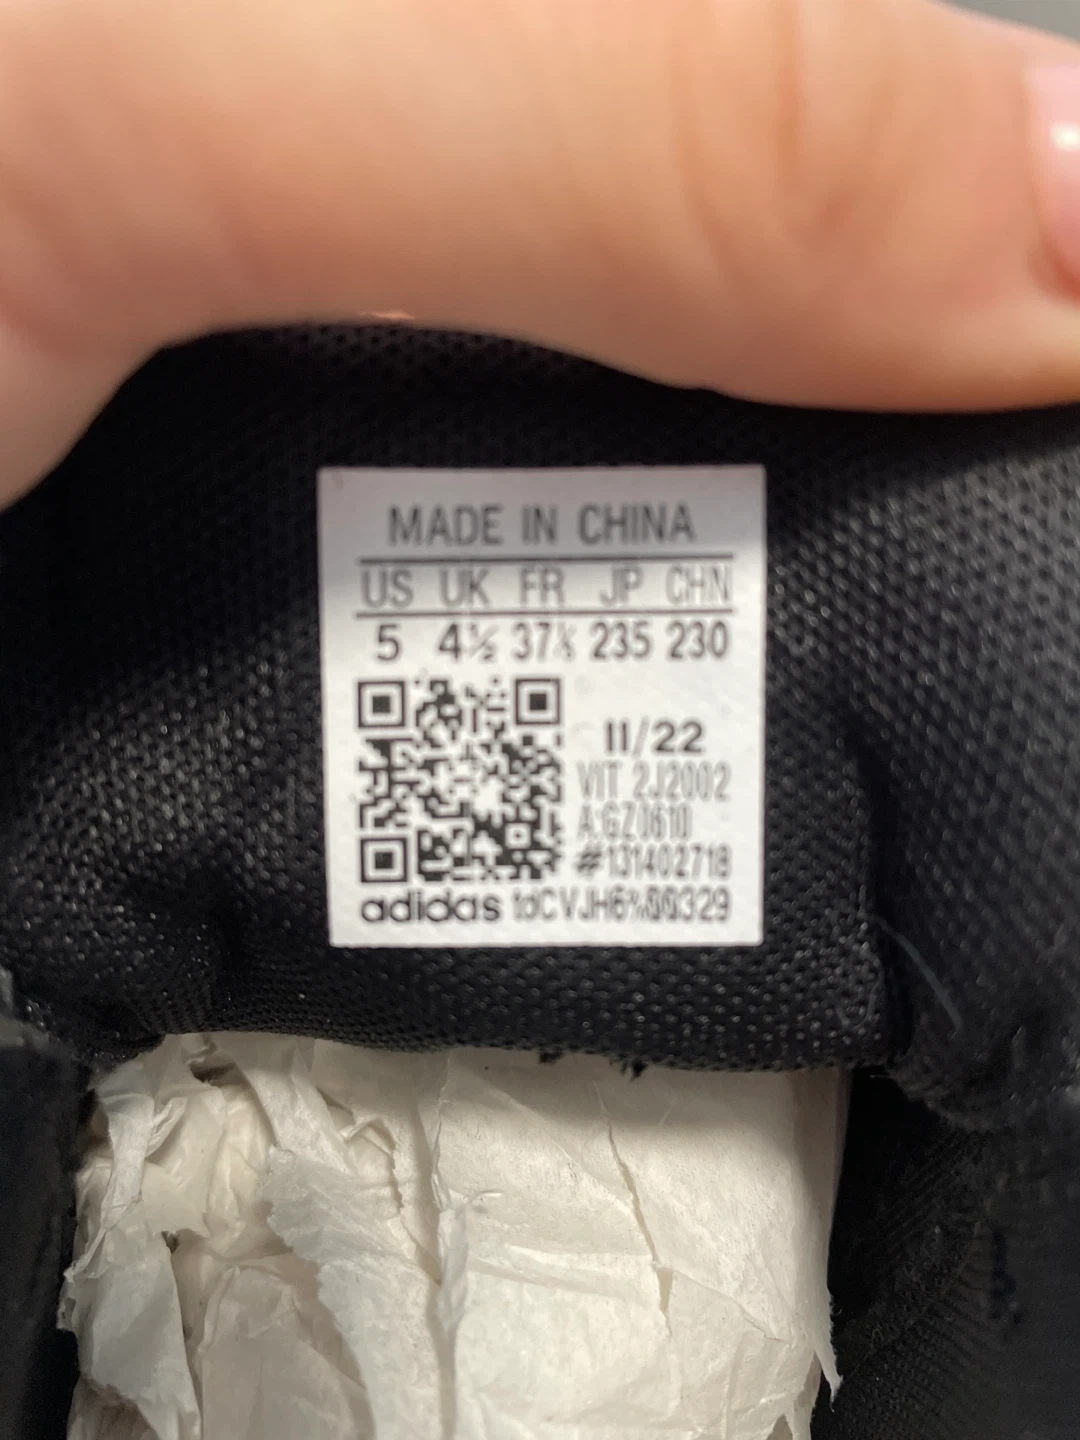 MADE IN CHINA
US UK FR JP CHN
5 4½ 37⅓ 235 230
11/22
VIT 2J2002
A:GZ0610
#131402718
adidas